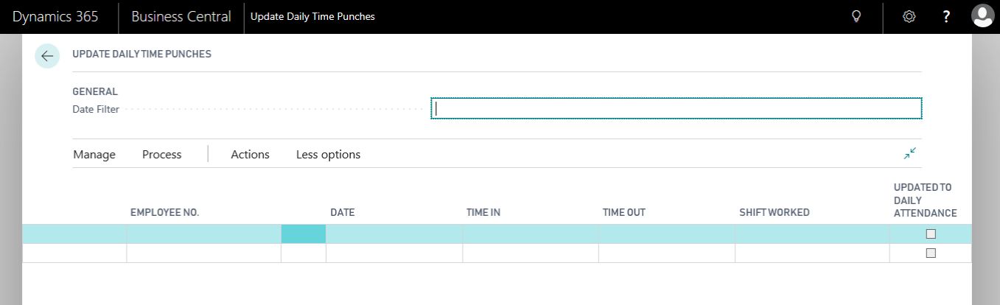 Dynamics 365 Business Central Update Daily Time Punches ?
UPDATE DAILY TIME PUNCHES
GENERAL
Date Filter
Manage Process Actions Less options
EMPLOYEE NO. DATE TIME IN TIME OUT SHIFT WORKED UPDATED TO
DAILY
ATTENDANCE